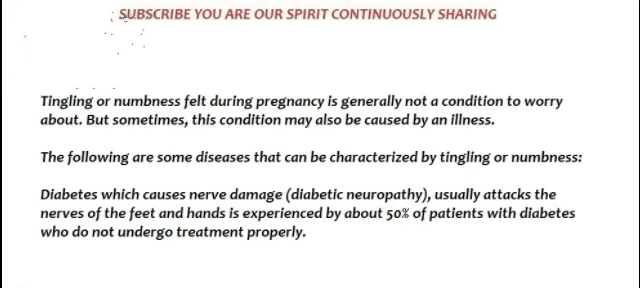 SUBSCRIBE YOU ARE OUR SPIRIT CONTINUOUSLY SHARING
Tingling or numbness felt during pregnancy is generally not a condition to worry
about. But sometimes, this condition may also be caused by an illness.
The following are some diseases that can be characterized by tingling or numbness:
Diabetes which causes nerve damage (diabetic neuropathy), usually attacks the
nerves of the feet and hands is experienced by about 50% of patients with diabetes
who do not undergo treatment properly.